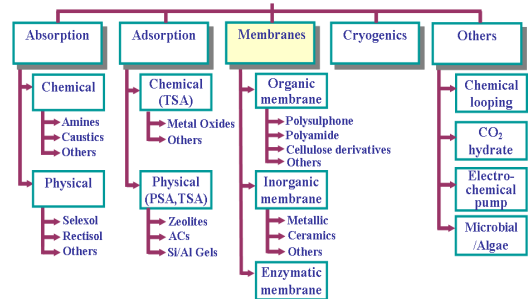 Absorption
Adsorption
Membranes
Cryogenics
Others
Chemical
Amines
Caustics
Others
Physical
Selexol
Rectisol
Others
Chemical
(TSA)
Metal Oxides
Others
Physical
(PSA,TSA)
Zeolites
ACs
Si/Al Gels
Organic
membrane
Polysulphone
Polyamide
Cellulose derivatives
Others
Inorganic
membrane
Metallic
Ceramics
Others
Enzymatic
membrane
Chemical
looping
CO₂
hydrate
Electro-
chemical
pump
Microbial
/Algae